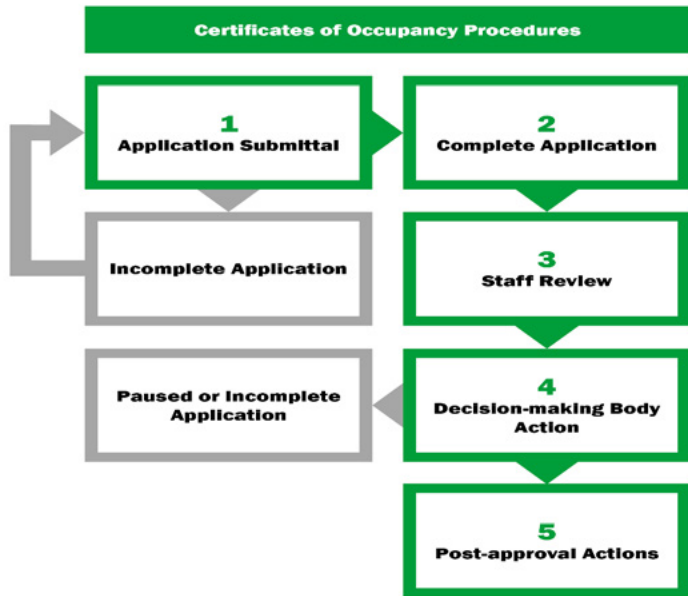 Certificates of Occupancy Procedures
1
Application Submittal
2
Complete Application
Incomplete Application
3
Staff Review
Paused or Incomplete
Application
4
Decision-making Body
Action
5
Post-approval Actions